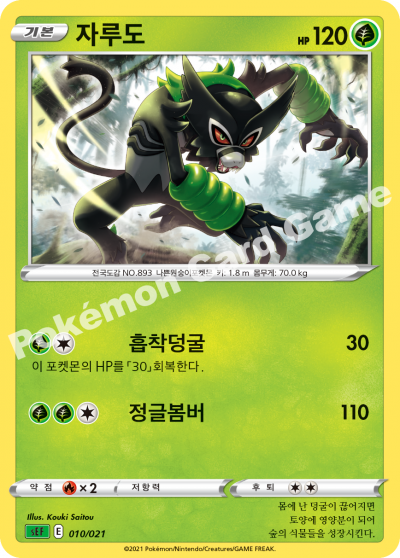 기본 자루도 HP 120
전국도감 NO.893 나쁜원숭이포켓몬 키: 1.8 m 몸무게: 70.0 kg
Pokémon Card Game
흡착덩굴 30
이 포켓몬의 HP를 「30」 회복한다.
정글봄버 110
약점 ×2 저항력 후퇴
Illus. Kouki Saitou
sEF E 010/021
몸에 난 덩굴이 끊어지면
토양에 영양분이 되어
숲의 식물들을 성장시킨다.
©2021 Pokémon/Nintendo/Creatures/GAME FREAK.